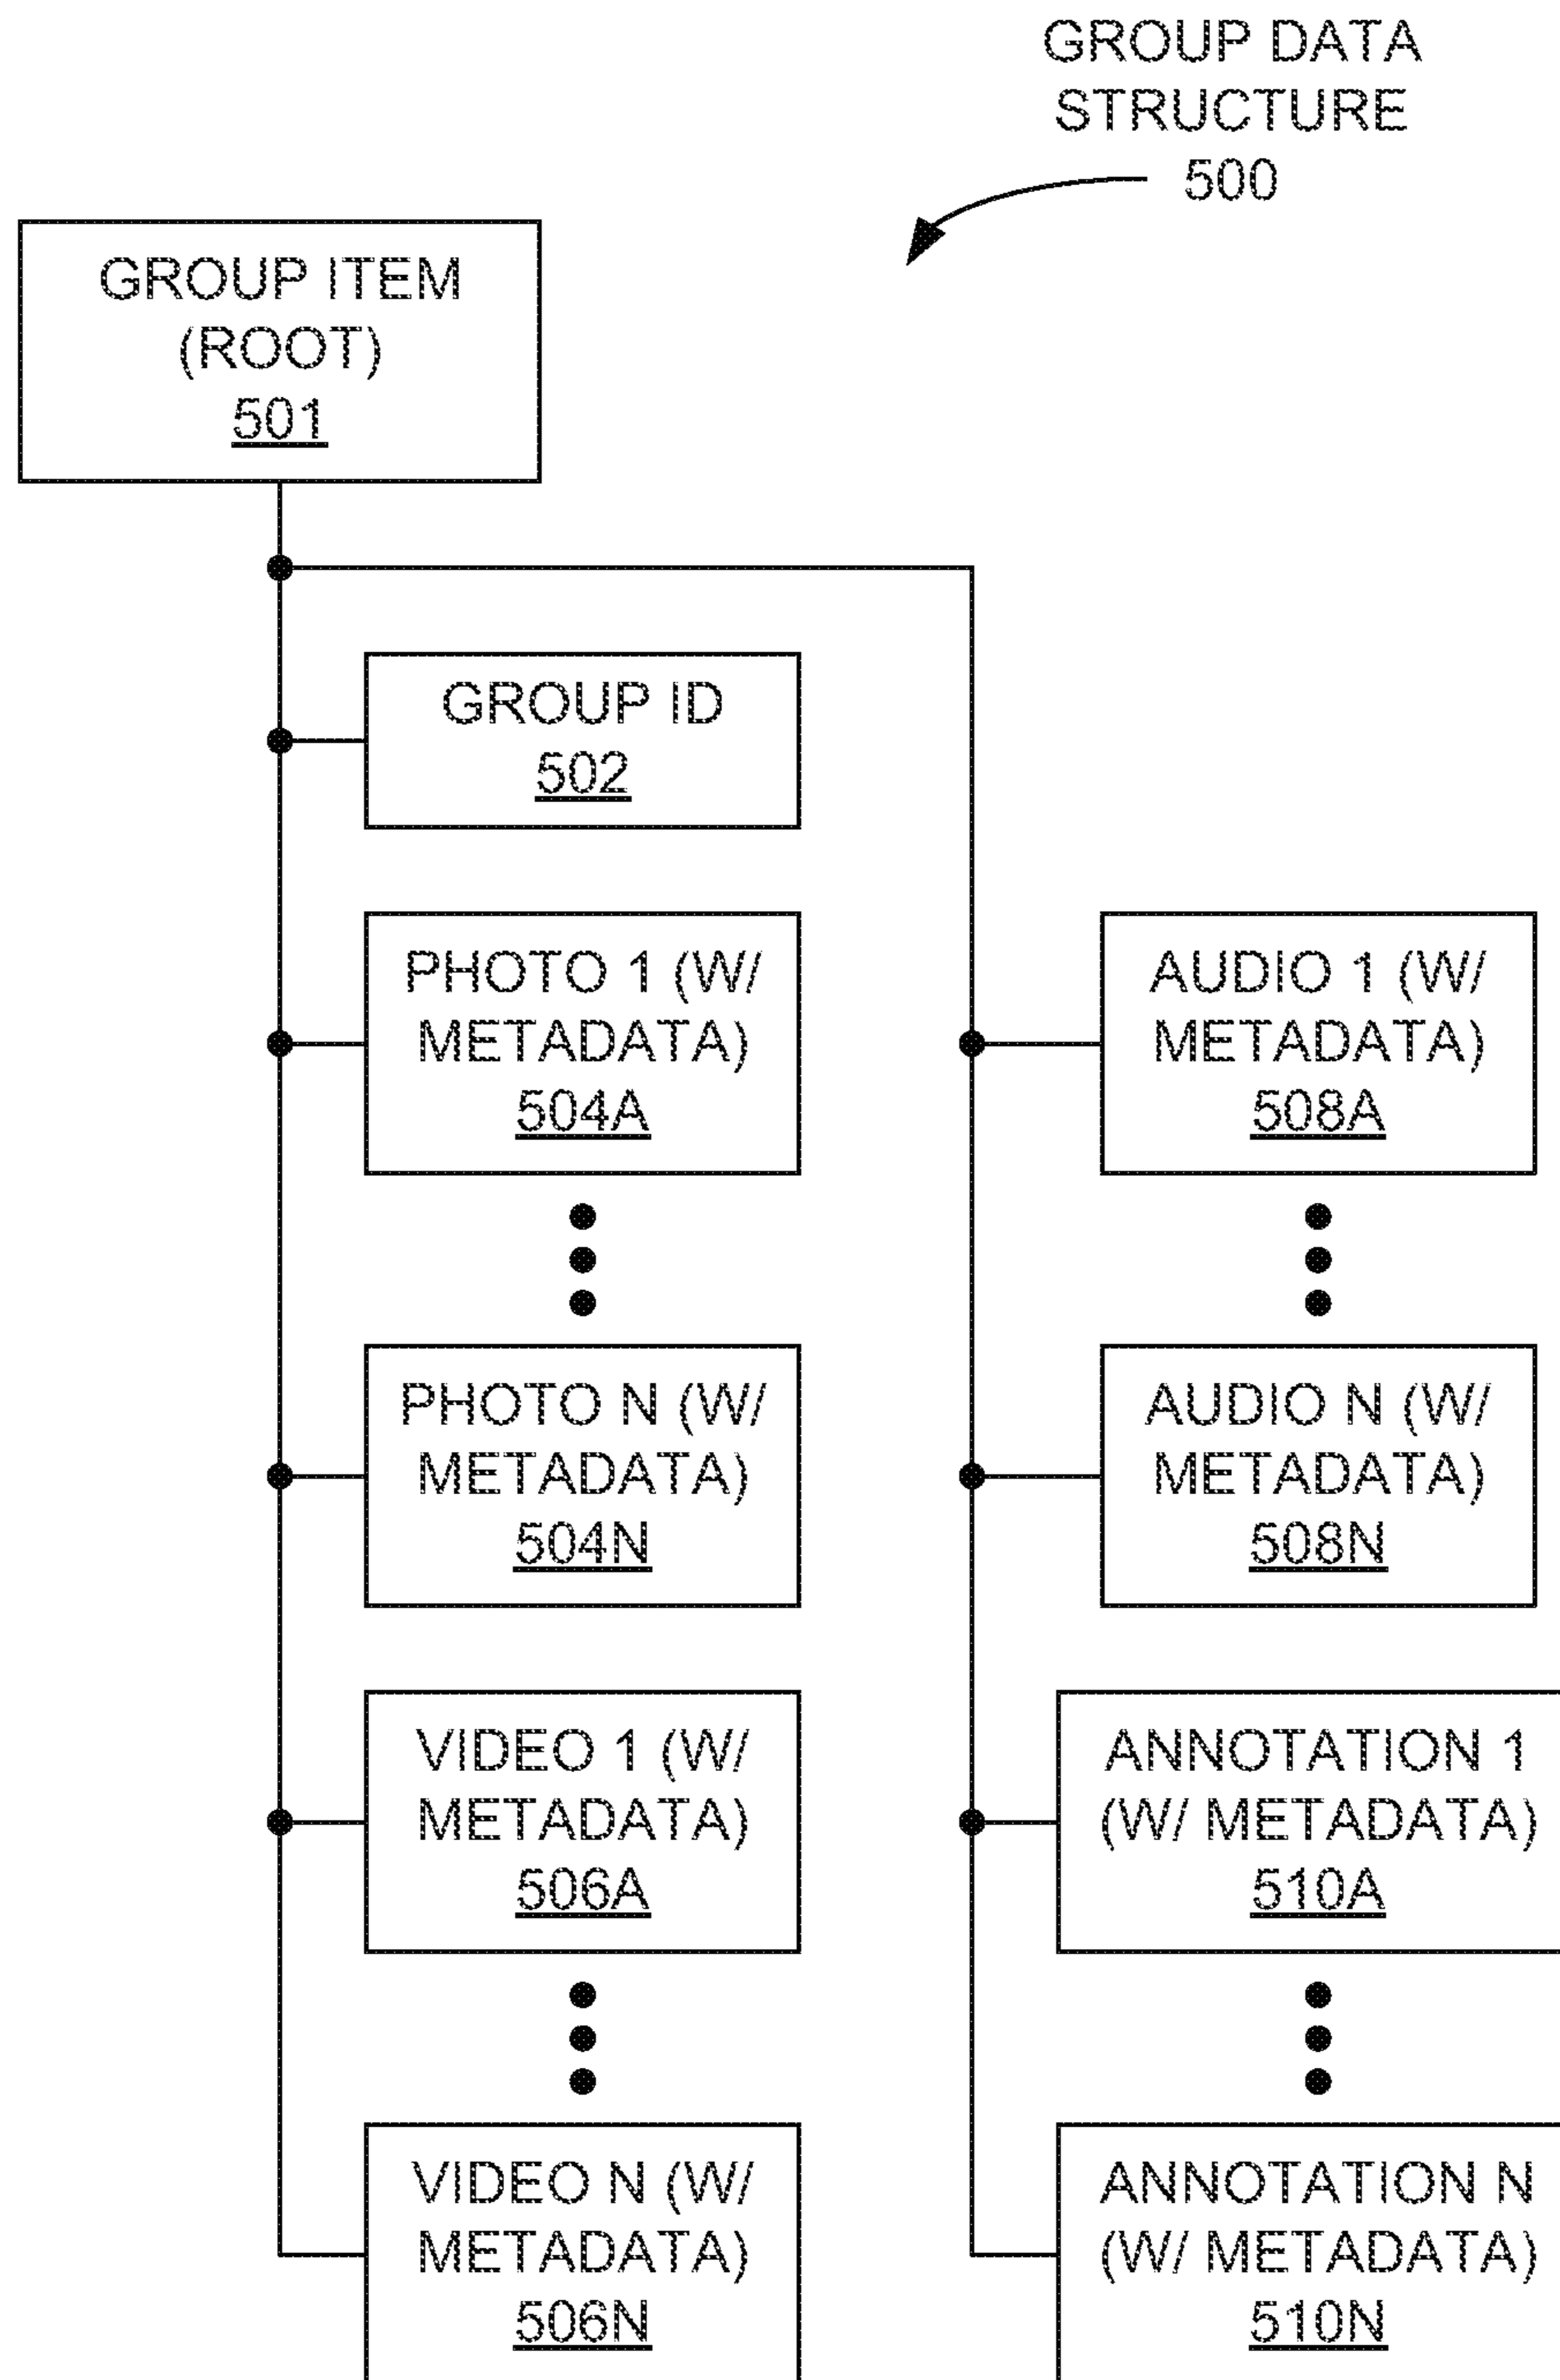 GROUP DATA
STRUCTURE
500
GROUP ITEM
(ROOT)
501
GROUP ID
502
PHOTO 1 (W/
METADATA)
504A
PHOTO N (W/
METADATA)
504N
VIDEO 1 (W/
METADATA)
506A
VIDEO N (W/
METADATA)
506N
AUDIO 1 (W/
METADATA)
508A
AUDIO N (W/
METADATA)
508N
ANNOTATION 1
(W/ METADATA)
510A
ANNOTATION N
(W/ METADATA)
510N